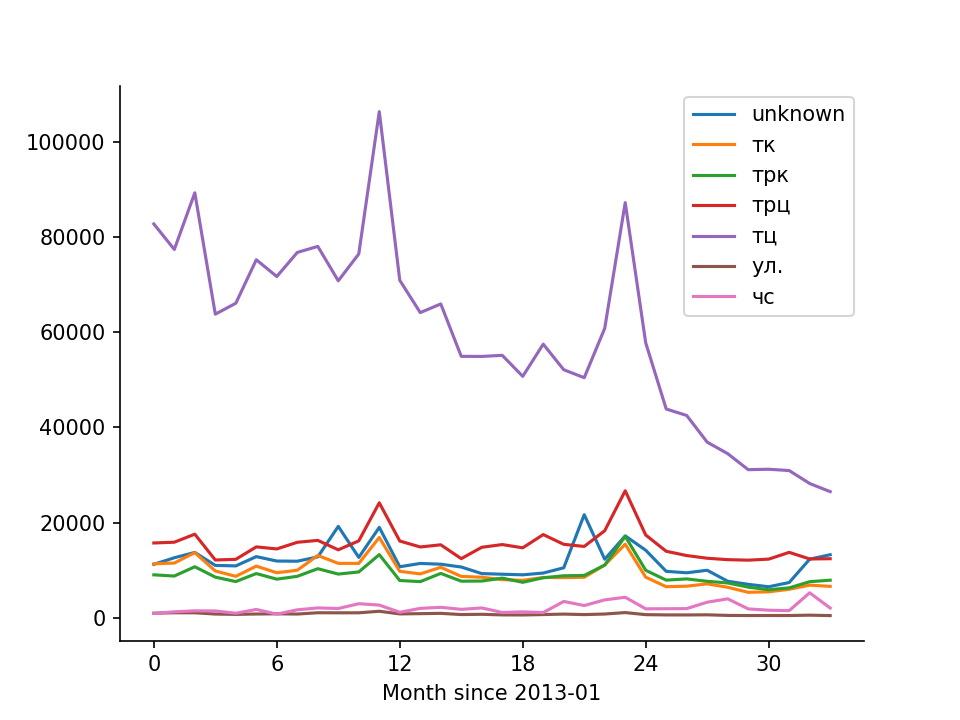 100000
80000
60000
40000
20000
0
0 6 12 18 24 30
Month since 2013-01
unknown
тк
трк
трц
тц
ул.
чс